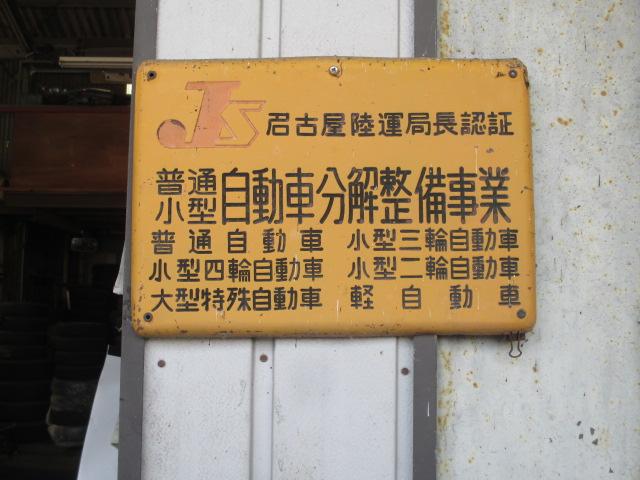 JS 名古屋陸運局長認証
普通
小型 自動車分解整備事業
普通自動車 小型三輪自動車
小型四輪自動車 小型二輪自動車
大型特殊自動車 軽自動車